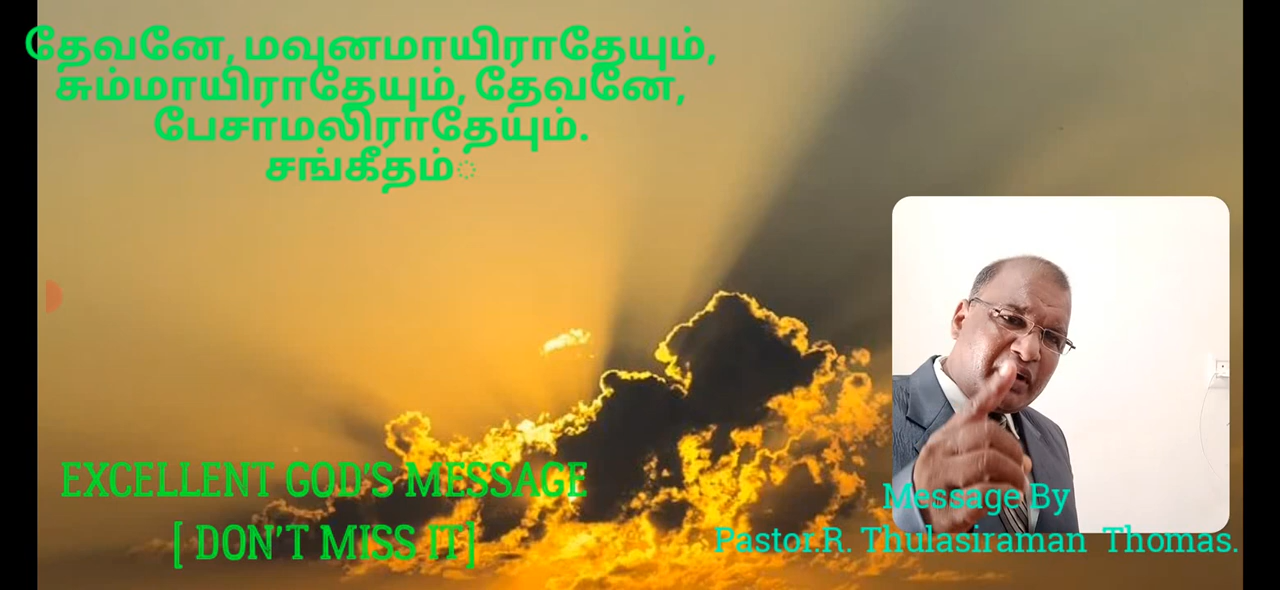 தேவனே, மவுனமாயிராதேயும்,
சும்மாயிராதேயும், தேவனே,
பேசாமலிராதேயும்.
சங்கீதம்ீ
EXCELLENT GOD'S MESSAGE
[ DON'T MISS IT]
Message By
Pastor.R. Thulasiraman Thomas.